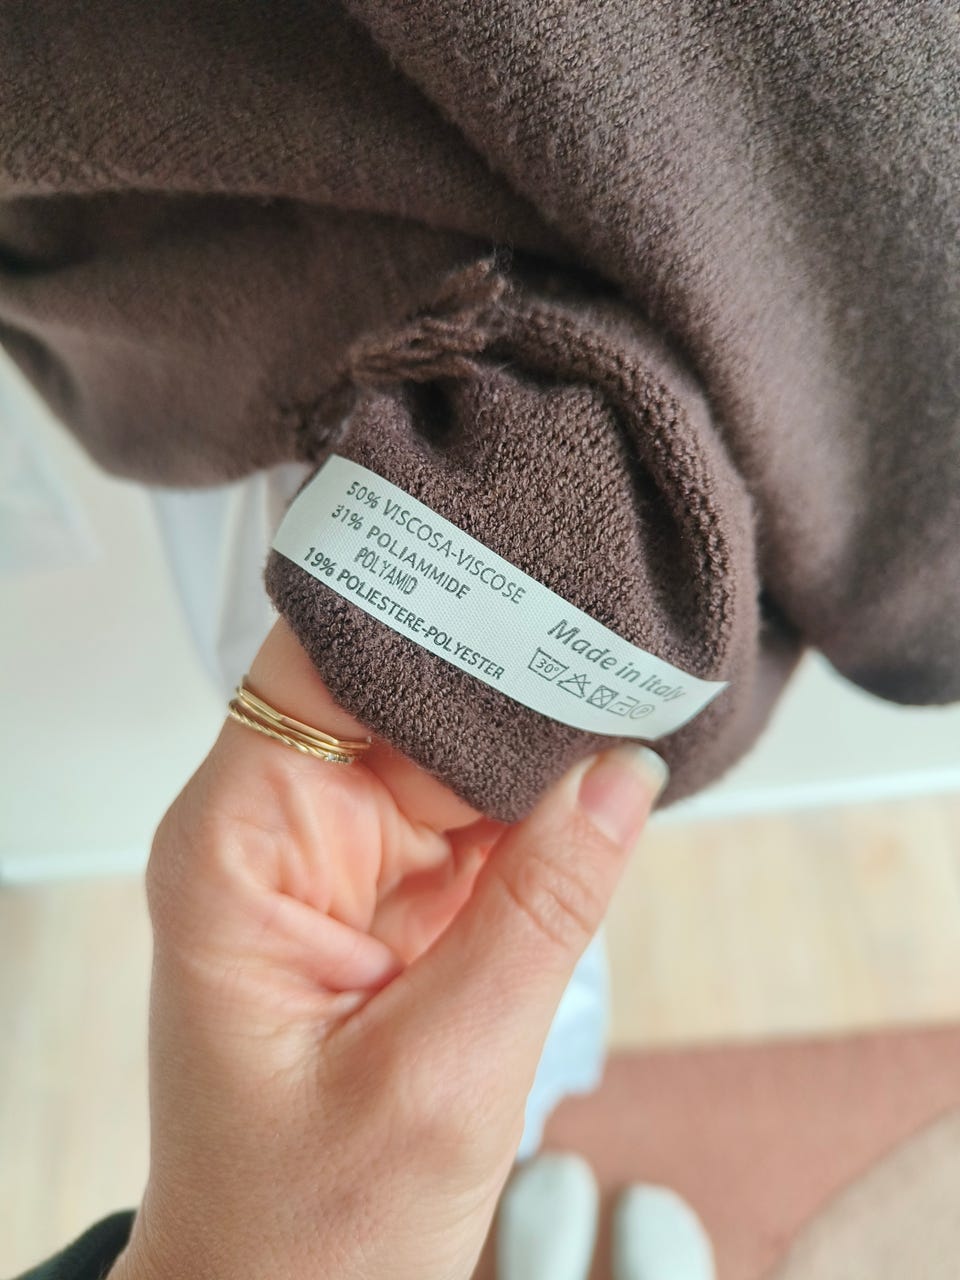 50% VISCOSA-VISCOSE
31% POLIAMMIDE
POLYAMID
19% POLIESTERE-POLYESTER
Made in Italy
30°
P